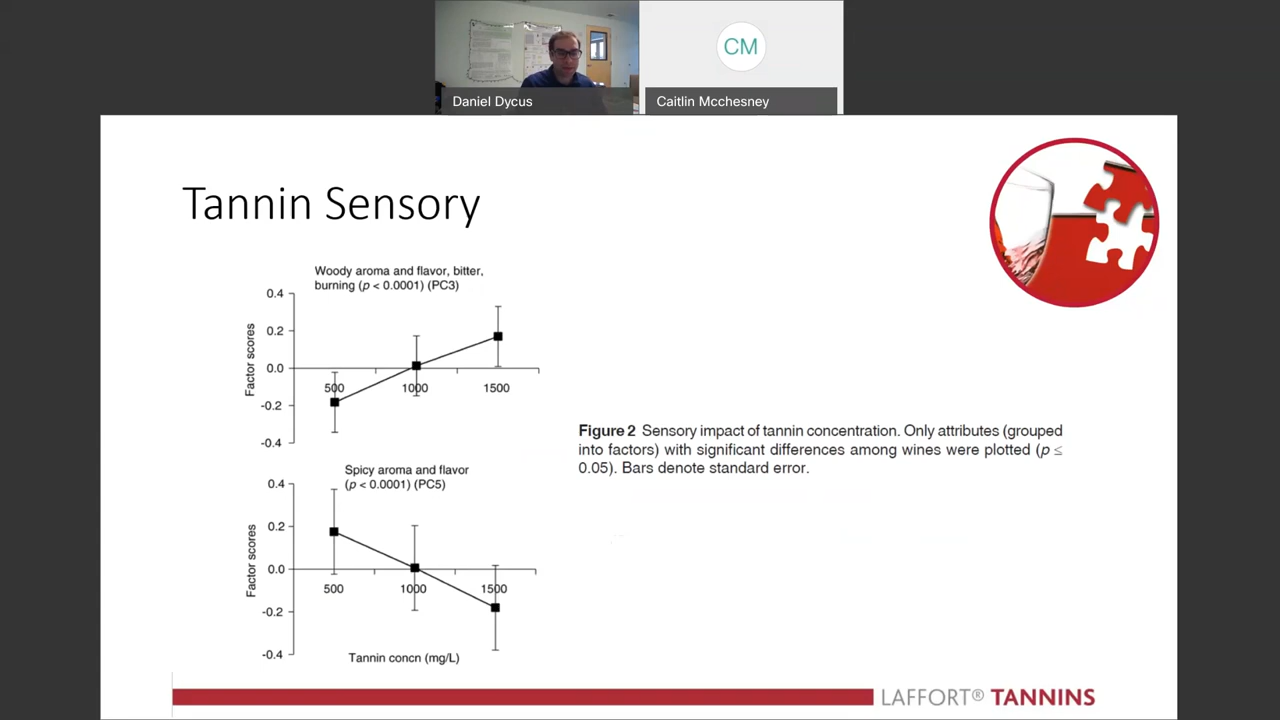 CM
Daniel Dycus
Caitlin Mcchesney
Tannin Sensory
Woody aroma and flavor, bitter,
burning (p < 0.0001) (PC3)
Factor scores
0.4
0.2
0.0
-0.2
-0.4
500
1000
1500
Spicy aroma and flavor
(p < 0.0001) (PC5)
Factor scores
0.4
0.2
0.0
-0.2
-0.4
500
1000
1500
Tannin concn (mg/L)
Figure 2 Sensory impact of tannin concentration. Only attributes (grouped
into factors) with significant differences among wines were plotted (p ≤
0.05). Bars denote standard error.
LAFFORT® TANNINS